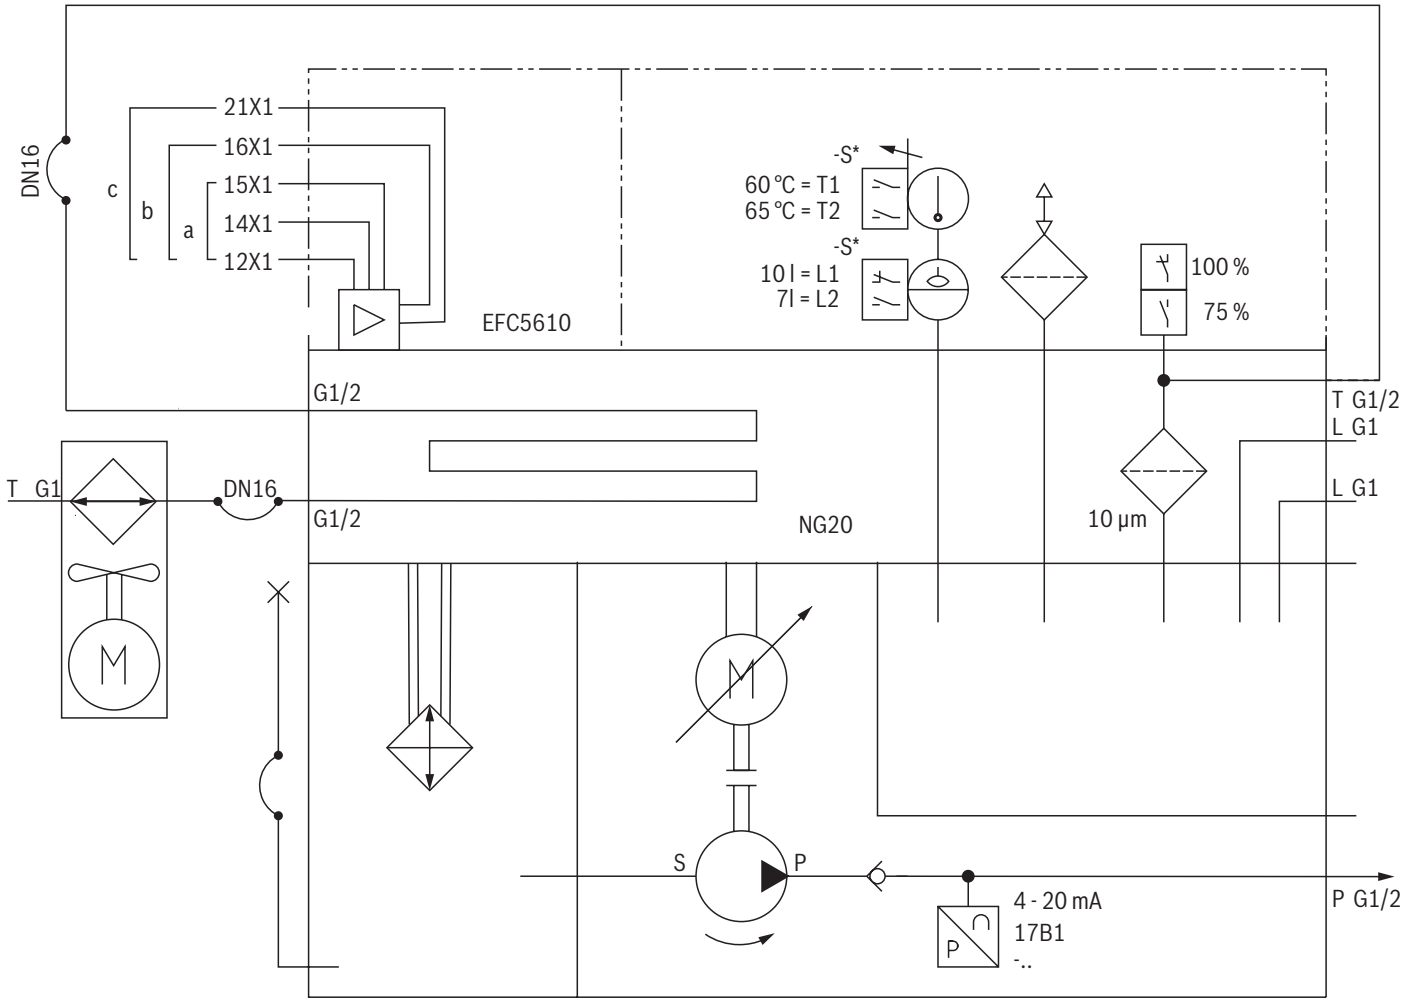 21X1
16X1
15X1
14X1
12X1
c
b
a
DN16
-S*
60 °C = T1
65 °C = T2
-S*
10 l = L1
7l = L2
100 %
75 %
EFC5610
G1/2
T G1/2
L G1
T G1
DN16
L G1
G1/2
NG20
10 µm
M
M
S
P
4 - 20 mA
17B1
-..
P
P G1/2